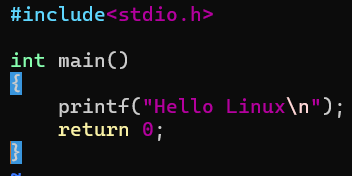 #include<stdio.h>

int main()
{
    printf("Hello Linux\n");
    return 0;
}
~